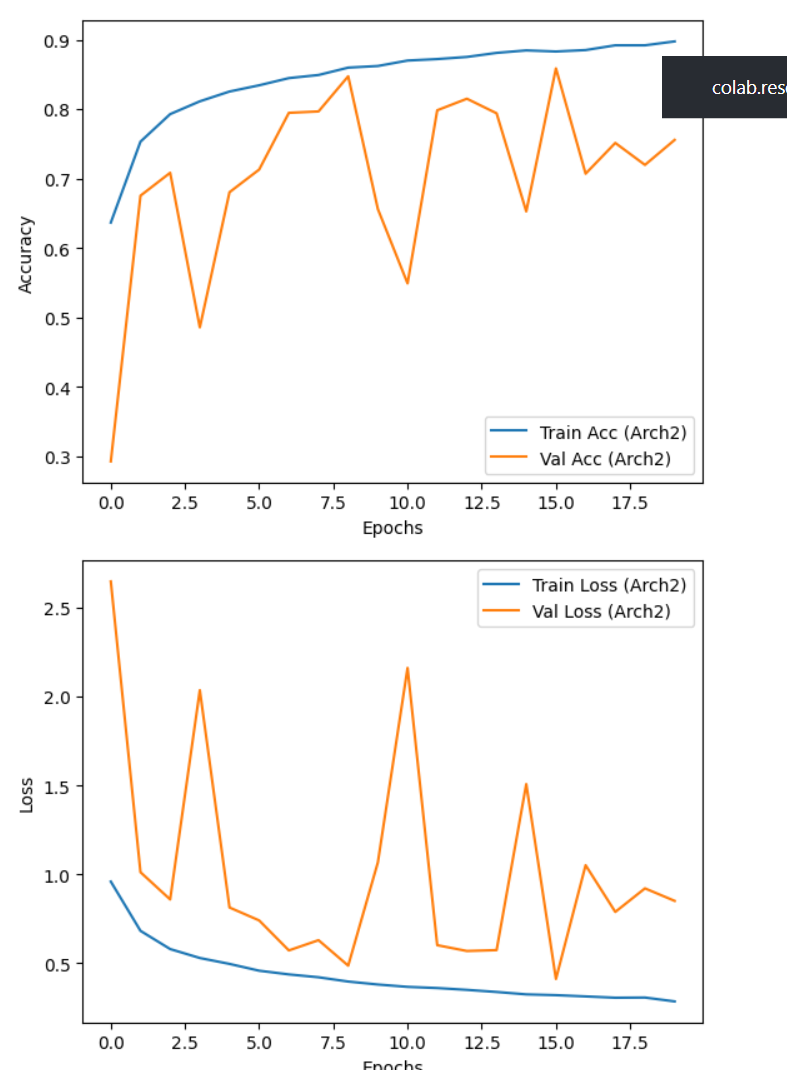 0.9
colab.rese
0.8
0.7
0.6
Accuracy
0.5
0.4
0.3
Train Acc (Arch2)
Val Acc (Arch2)
0.0 2.5 5.0 7.5 10.0 12.5 15.0 17.5
Epochs
Train Loss (Arch2)
Val Loss (Arch2)
2.5
2.0
1.5
Loss
1.0
0.5
0.0 2.5 5.0 7.5 10.0 12.5 15.0 17.5
Epochs